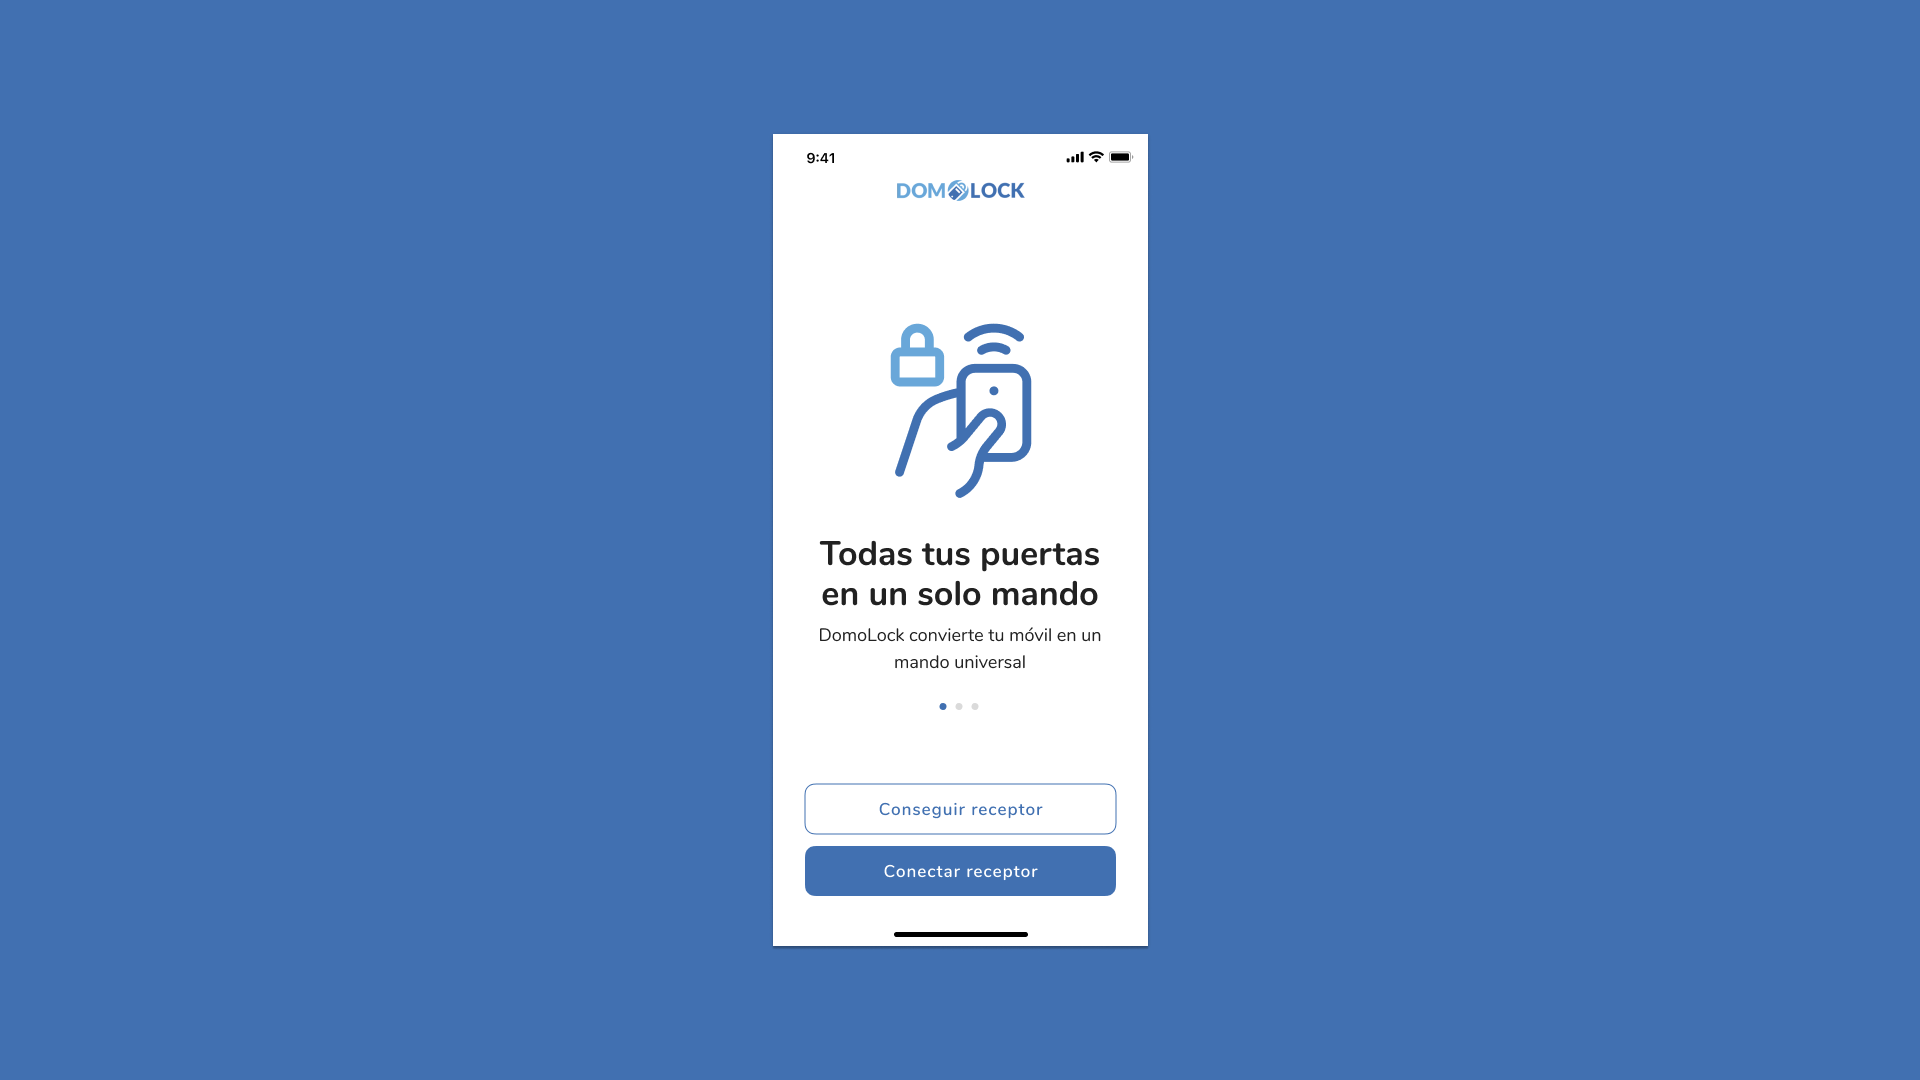 9:41
DOMOLOCK
Todas tus puertas
en un solo mando
DomoLock convierte tu móvil en un
mando universal
Conseguir receptor
Conectar receptor